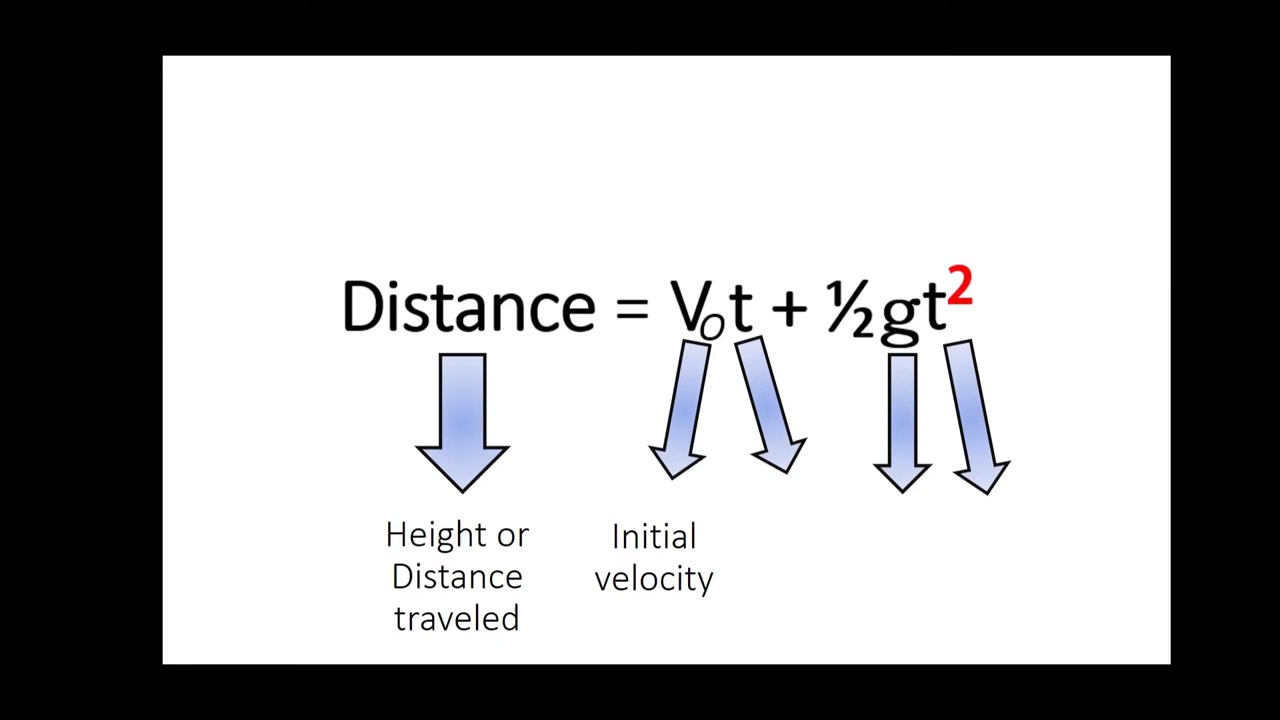 Distance = V₀t + ½gt²
Height or
Distance
traveled
Initial
velocity